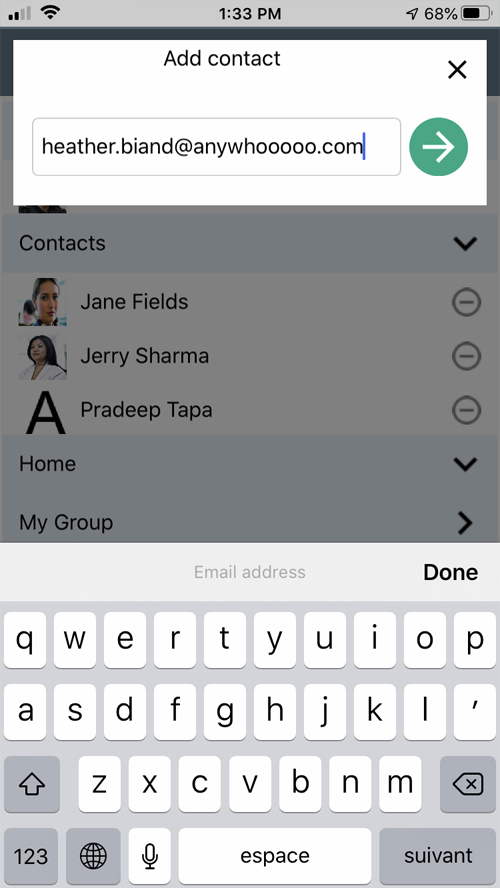 1:33 PM
68%
Add contact
heather.biand@anywhooooo.com
Contacts
Jane Fields
Jerry Sharma
A Pradeep Tapa
Home
My Group
Email address
Done
q w e r t y u i o p
a s d f g h j k l ′
z x c v b n m
123 espace suivant